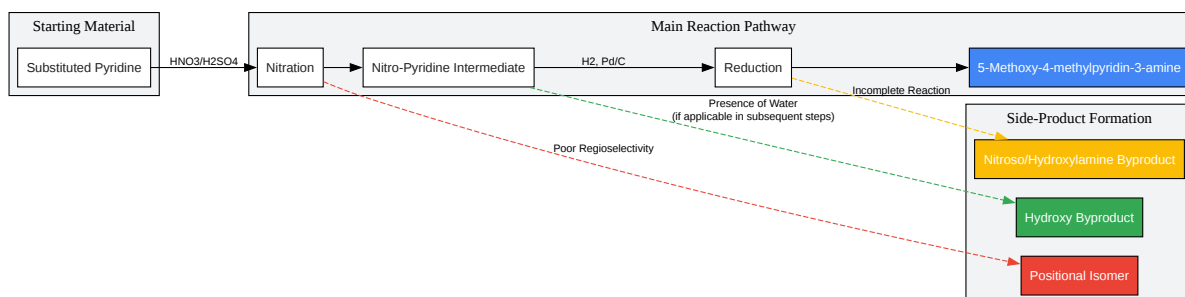 Starting Material
Main Reaction Pathway
Substituted Pyridine
HNO3/H2SO4
Nitration
Nitro-Pyridine Intermediate
H2, Pd/C
Reduction
5-Methoxy-4-methylpyridin-3-amine
Incomplete Reaction
Presence of Water
(if applicable in subsequent steps)
Side-Product Formation
Poor Regioselectivity
Nitroso/Hydroxylamine Byproduct
Hydroxy Byproduct
Positional Isomer